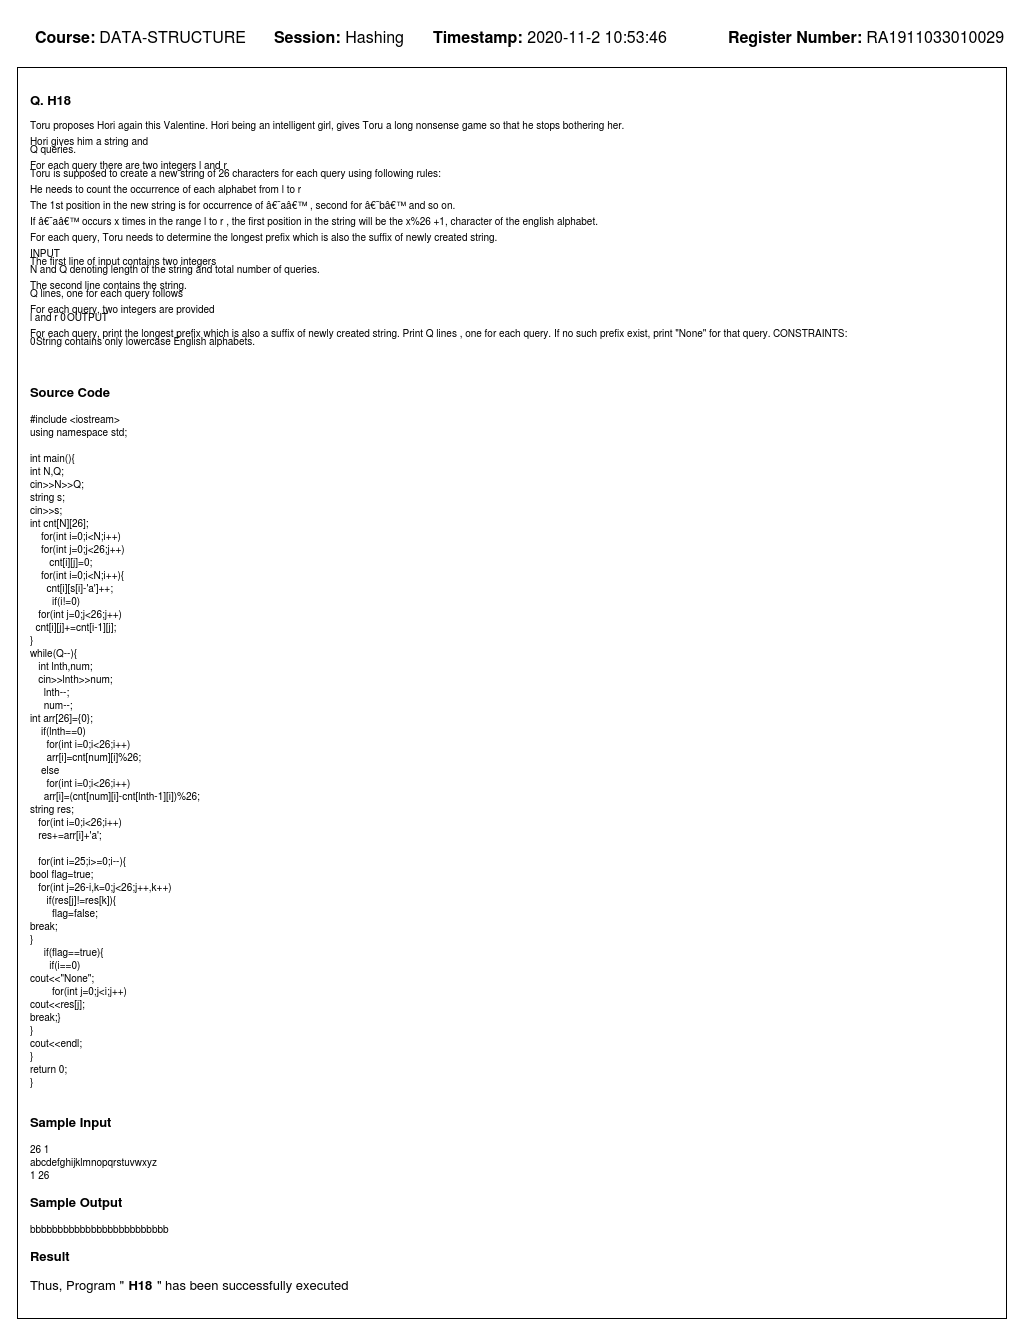 Course: DATA-STRUCTURE Session: Hashing Timestamp: 2020-11-2 10:53:46 Register Number: RA1911033010029
Q. H18
Toru proposes Hori again this Valentine. Hori being an intelligent girl, gives Toru a long nonsense game so that he stops bothering her.
Hori gives him a string and
Q queries.
For each query there are two integers l and r
Toru is supposed to create a new string of 26 characters for each query using following rules:
He needs to count the occurrence of each alphabet from l to r
The 1st position in the new string is for occurrence of â€˜aâ€™ , second for â€˜bâ€™ and so on.
If â€˜aâ€™ occurs x times in the range l to r , the first position in the string will be the x%26 +1, character of the english alphabet.
For each query, Toru needs to determine the longest prefix which is also the suffix of newly created string.
INPUT
The first line of input contains two integers
N and Q denoting length of the string and total number of queries.
The second line contains the string.
Q lines, one for each query follows
For each query, two integers are provided
l and r 0OUTPUT
For each query, print the longest prefix which is also a suffix of newly created string. Print Q lines , one for each query. If no such prefix exist, print "None" for that query. CONSTRAINTS:
0String contains only lowercase English alphabets.
Source Code
#include <iostream>
using namespace std;
int main(){
int N,Q;
cin>>N>>Q;
string s;
cin>>s;
int cnt[N][26];
for(int i=0;i<N;i++)
for(int j=0;j<26;j++)
cnt[i][j]=0;
for(int i=0;i<N;i++){
cnt[i][s[i]-'a']++;
if(i!=0)
for(int j=0;j<26;j++)
cnt[i][j]+=cnt[i-1][j];
}
while(Q--){
int lnth,num;
cin>>lnth>>num;
lnth--;
num--;
int arr[26]={0};
if(lnth==0)
for(int i=0;i<26;i++)
arr[i]=cnt[num][i]%26;
else
for(int i=0;i<26;i++)
arr[i]=(cnt[num][i]-cnt[lnth-1][i])%26;
string res;
for(int i=0;i<26;i++)
res+=arr[i]+'a';
for(int i=25;i>=0;i--){
bool flag=true;
for(int j=26-i,k=0;j<26;j++,k++)
if(res[j]!=res[k]){
flag=false;
break;
}
if(flag==true){
if(i==0)
cout<<"None";
for(int j=0;j<i;j++)
cout<<res[j];
break;}
}
cout<<endl;
}
return 0;
}
Sample Input
26 1
abcdefghijklmnopqrstuvwxyz
1 26
Sample Output
bbbbbbbbbbbbbbbbbbbbbbbbb
Result
Thus, Program " H18 " has been successfully executed